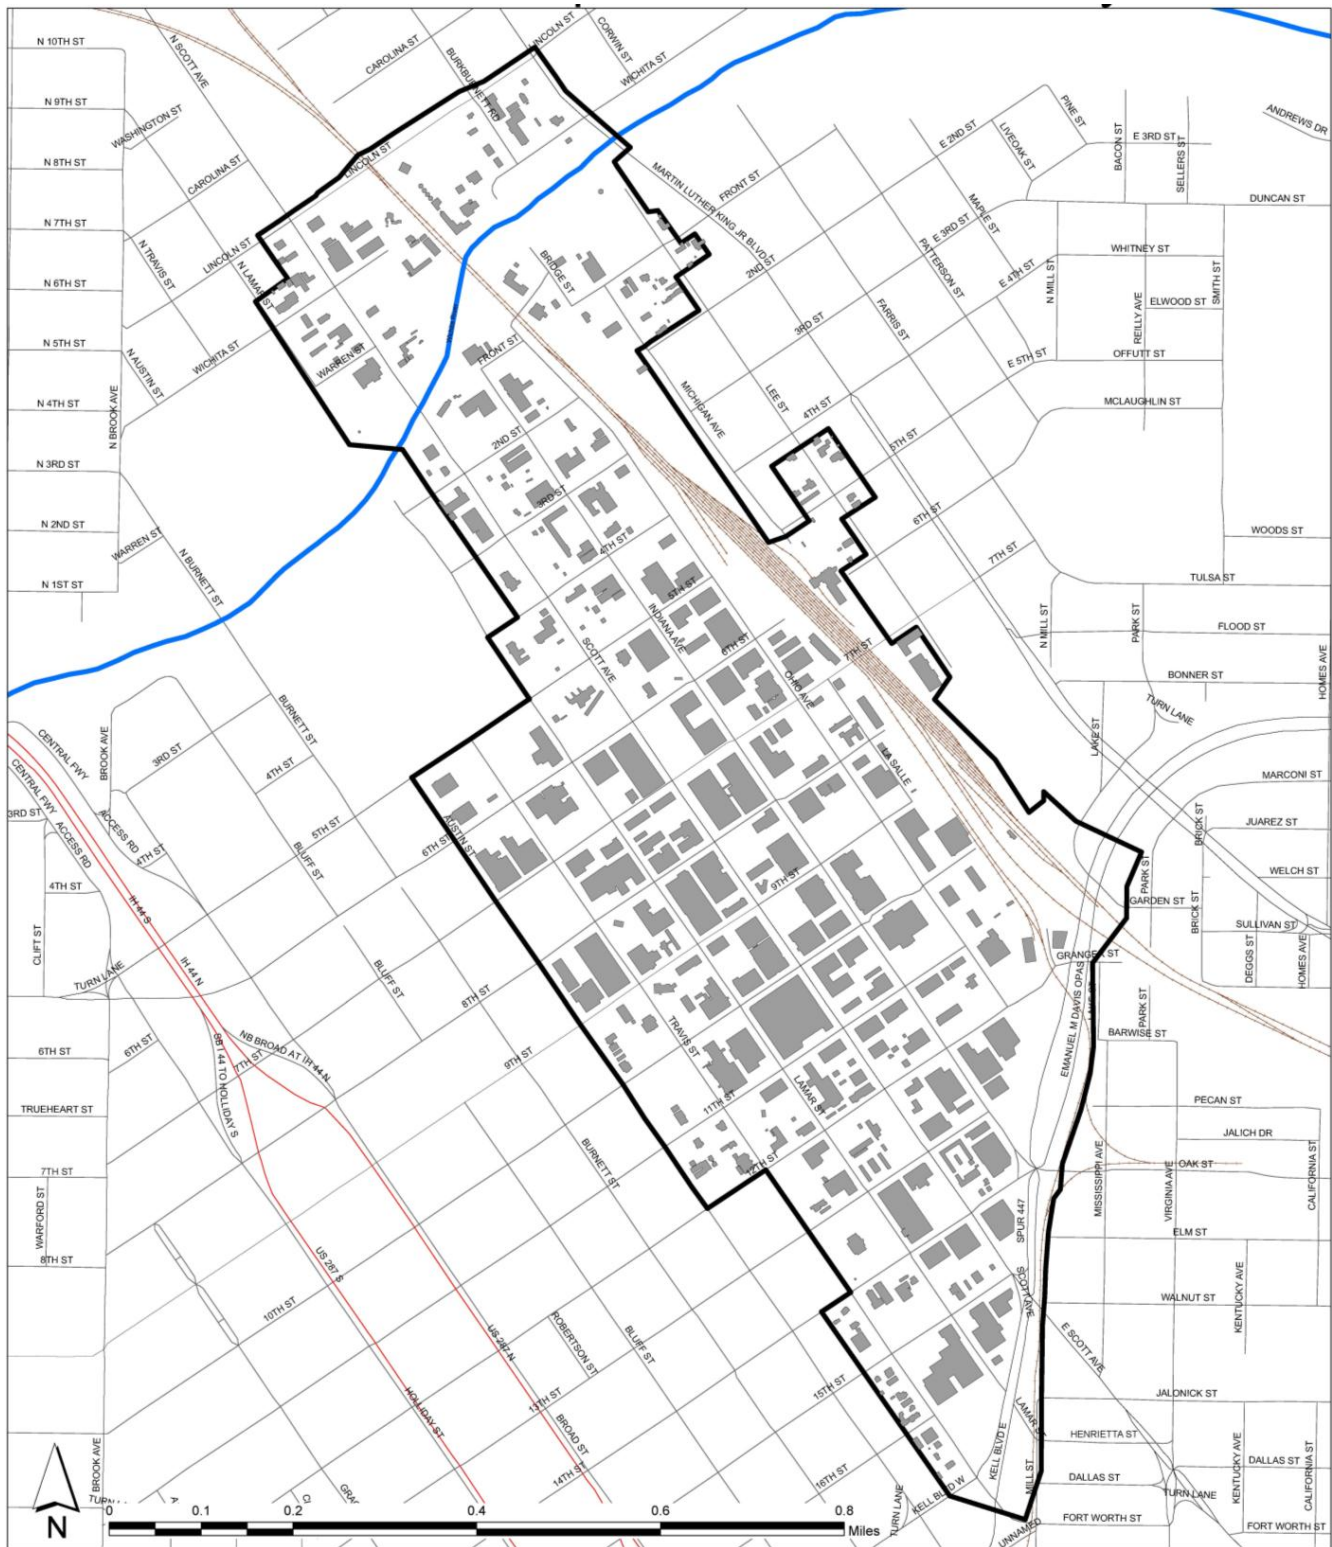 N 10TH ST
N SCOTT AVE
CAROLINA ST
BURKBURNETT RD
LINCOLN ST
CORWIN ST
WICHITA ST
N 9TH ST
WASHINGTON ST
PINE ST
ANDREWS DR
E 2ND ST
LIVEOAK ST
BACON ST
E 3RD ST
SELLERS ST
N 8TH ST
CAROLINA ST
LINCOLN ST
MARTIN LUTHER KING JR BLVD
FRONT ST
MAPLE ST
DUNCAN ST
N 7TH ST
N TRAVIS ST
LINCOLN ST
N LAMAR ST
BRIDGE ST
2ND ST
E 3RD ST
PATTERSON ST
E 4TH ST
WHITNEY ST
N 6TH ST
N MILL ST
REILLY AVE
ELWOOD ST
SMITH ST
N 5TH ST
N AUSTIN ST
WICHITA ST
WARREN ST
FRONT ST
3RD ST
FARRIS ST
E 5TH ST
OFFUTT ST
N 4TH ST
N BROOK AVE
MICHIGAN AVE
LEE ST
4TH ST
MCLAUGHLIN ST
2ND ST
5TH ST
N 3RD ST
3RD ST
6TH ST
N 2ND ST
WARREN ST
N BURNETT ST
4TH ST
7TH ST
WOODS ST
N 1ST ST
5TH ST
TULSA ST
INDIANA AVE
SCOTT AVE
6TH ST
7TH ST
N MILL ST
PARK ST
FLOOD ST
HOMES AVE
OHIO AVE
BONNER ST
TURN LANE
BURNETT ST
CENTRAL FWY
BROOK AVE
3RD ST
4TH ST
LA SALLE
LAKE ST
MARCONI ST
CENTRAL FWY
3RD ST
ACCESS RD
ACCESS RD
4TH ST
5TH ST
BLUFF ST
AUSTIN ST
6TH ST
BRICK ST
JUAREZ ST
4TH ST
IH 44 S
9TH ST
PARK ST
WELCH ST
GARDEN ST
BRICK ST
SULLIVAN ST
CLIFT ST
TURN LANE
IH 44 N
BLUFF ST
8TH ST
GRANGER ST
DEGGS ST
HOMES AVE
EMANUEL M DAVIS OPAS
PARK ST
BARWISE ST
6TH ST
6TH ST
7TH ST
NB BROAD AT IH 44 N
9TH ST
TRAVIS ST
TRUEHEART ST
LAMAR ST
11TH ST
PECAN ST
JALICH DR
7TH ST
BURNETT ST
12TH ST
MISSISSIPPI AVE
VIRGINIA AVE
OAK ST
CALIFORNIA ST
WARFORD ST
8TH ST
US 287 S
SPUR 447
ELM ST
10TH ST
SCOTT AVE
WALNUT ST
KENTUCKY AVE
US 287 N
ROBERTSON ST
BLUFF ST
E SCOTT AVE
HOLLIDAY ST
13TH ST
15TH ST
JALONICK ST
BROAD ST
LAMAR ST
HENRIETTA ST
BROOK AVE
14TH ST
16TH ST
KELL BLVD E
MILL ST
DALLAS ST
KENTUCKY AVE
DALLAS ST
CALIFORNIA ST
TURN LANE
KELL BLVD W
TURN LANE
UNNAMED
FORT WORTH ST
FORT WORTH ST
N
0 0.1 0.2 0.4 0.6 0.8
Miles